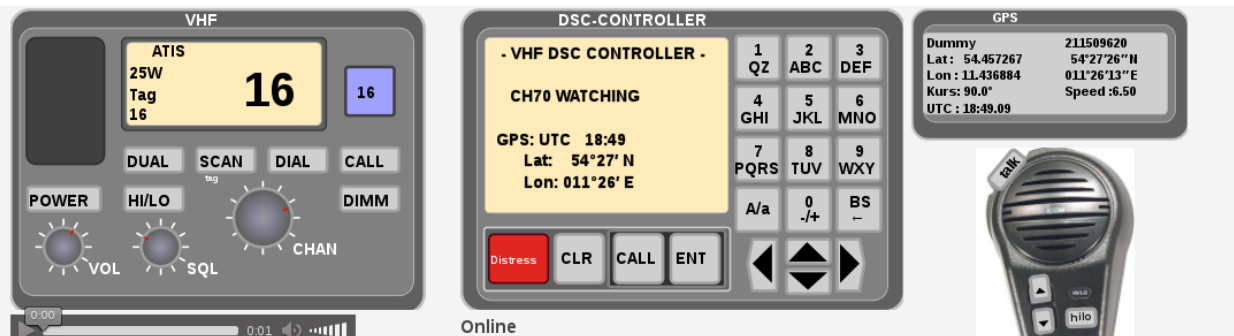 VHF
ATIS
25W
Tag
16
16
16
DUAL
SCAN
DIAL
CALL
tag
POWER
HI/LO
DIMM
VOL
SQL
CHAN
0:00
0:01
DSC-CONTROLLER
- VHF DSC CONTROLLER -
CH70 WATCHING
GPS: UTC 18:49
Lat: 54°27' N
Lon: 011°26' E
1 2 3
QZ ABC DEF
4 5 6
GHI JKL MNO
7 8 9
PQRS TUV WXY
A/a 0 BS
-/+ ←
Distress
CLR
CALL
ENT
Online
GPS
Dummy 211509620
Lat: 54.457267 54°27'26"N
Lon : 11.436884 011°26'13"E
Kurs: 90.0° Speed :6.50
UTC : 18:49.09
talk
hilo